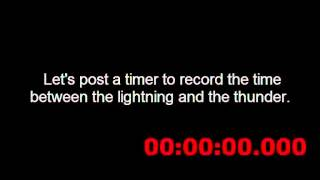 Let's post a timer to record the time
between the lightning and the thunder.
00:00:00.000